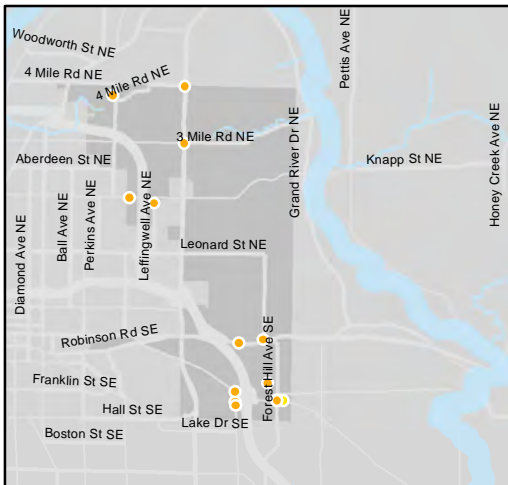 Woodworth St NE
Pettis Ave NE
4 Mile Rd NE
4 Mile Rd NE
3 Mile Rd NE
Grand River Dr NE
Honey Creek Ave NE
Aberdeen St NE
Knapp St NE
Ball Ave NE
Perkins Ave NE
Leffingwell Ave NE
Diamond Ave NE
Leonard St NE
Robinson Rd SE
Forest Hill Ave SE
Franklin St SE
Hall St SE
Lake Dr SE
Boston St SE